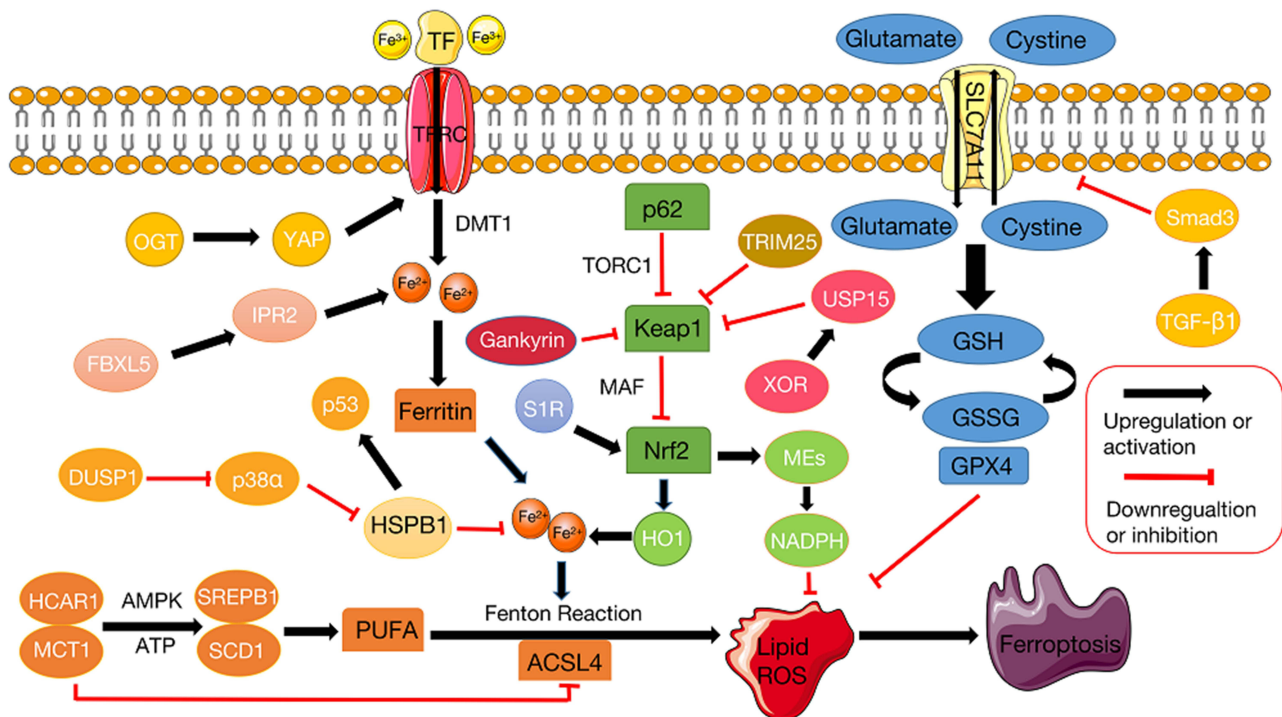 Fe3+
TF
Fe3+
Glutamate
Cystine
TFRC
SLC7A11
OGT
YAP
DMT1
p62
TORC1
TRIM25
Glutamate
Cystine
Smad3
Fe2+
Fe2+
IPR2
FBXL5
Gankyrin
Keap1
USP15
XOR
TGF-β1
GSH
MAF
p53
Ferritin
S1R
Nrf2
MEs
GSSG
GPX4
Upregulation or
activation
Downregualtion
or inhibition
DUSP1
p38α
HSPB1
Fe2+
Fe2+
HO1
NADPH
HCAR1
MCT1
AMPK
ATP
SREPB1
SCD1
PUFA
Fenton Reaction
ACSL4
Lipid
ROS
Ferroptosis